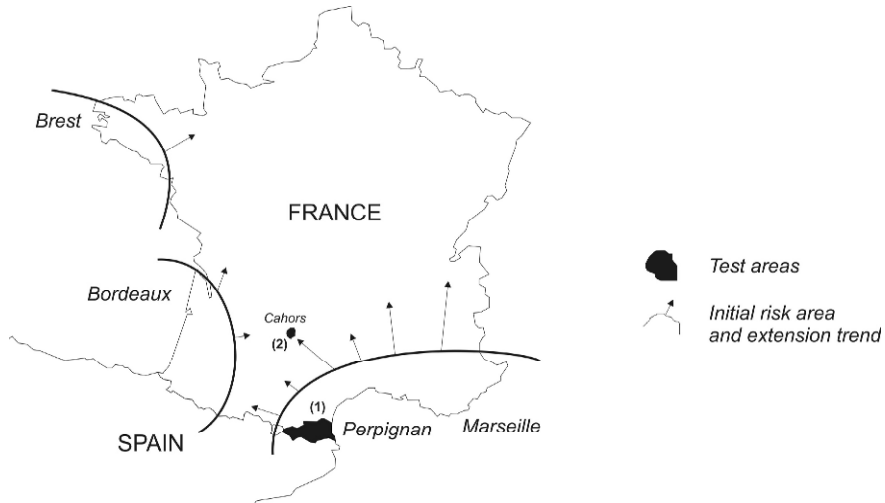 Brest
FRANCE
Bordeaux
Cahors
(2)
(1)
SPAIN
Perpignan
Marseille
Test areas
Initial risk area
and extension trend